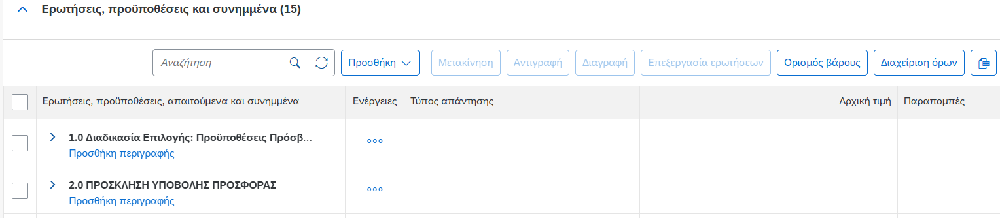 Ερωτήσεις, προϋποθέσεις και συνημμένα (15)
Αναζήτηση Προσθήκη Μετακίνηση Αντιγραφή Διαγραφή Επεξεργασία ερωτήσεων Ορισμός βάρους Διαχείριση όρων
Ερωτήσεις, προϋποθέσεις, απαιτούμενα και συνημμένα Ενέργειες Τύπος απάντησης Αρχική τιμή Παραπομπές
1.0 Διαδικασία Επιλογής: Προϋποθέσεις Πρόσβ...
Προσθήκη περιγραφής
2.0 ΠΡΟΣΚΛΗΣΗ ΥΠΟΒΟΛΗΣ ΠΡΟΣΦΟΡΑΣ
Προσθήκη περιγραφής